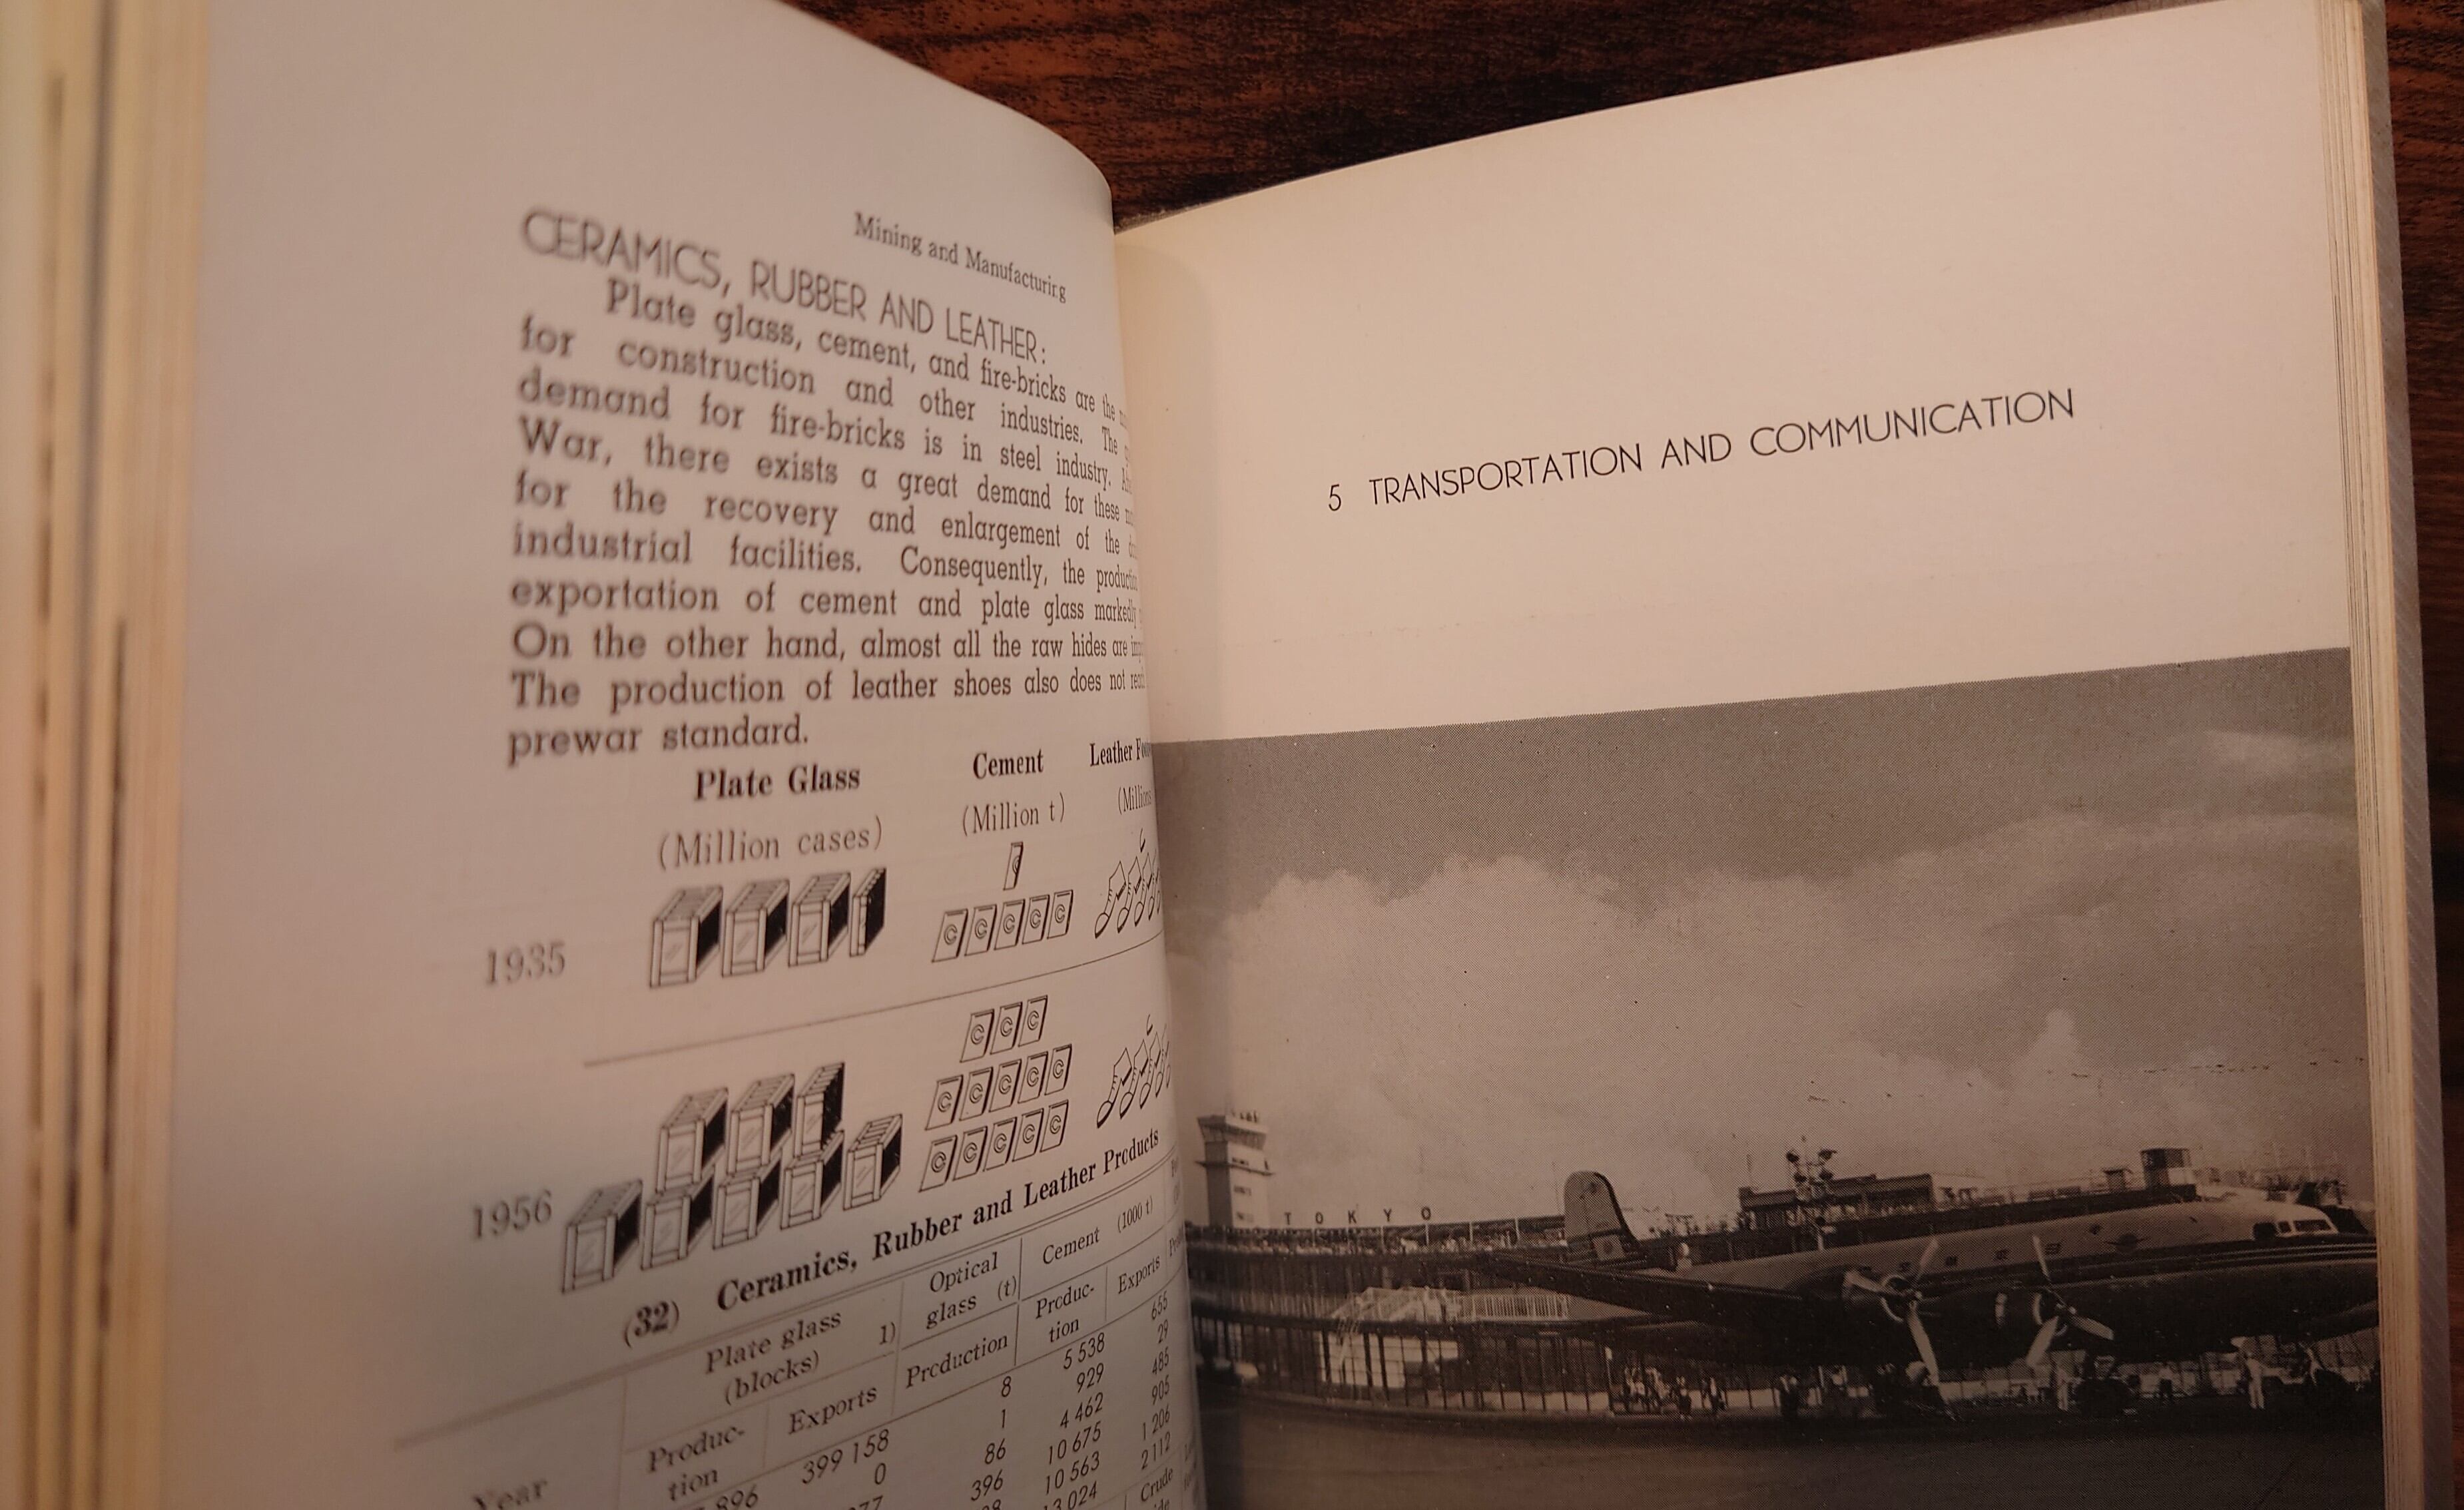 Mining and Manufacturing
CERAMICS, RUBBER AND LEATHER:
Plate glass, cement, and fire-bricks are the
for construction and other industries. The
demand for fire-bricks is in steel industry.
War, there exists a great demand for these
for the recovery and enlargement of the
industrial facilities. Consequently, the
exportation of cement and plate glass markedly
On the other hand, almost all the raw hides are
The production of leather shoes also does not
prewar standard.
Plate Glass Cement Leather
(Million cases) (Million t)
1935
1956
(32) Ceramics, Rubber and Leather Products
Year
Plate glass 1)
(blocks)
Optical
glass (t)
Cement (1000 t)
Produc-
tion
Exports
Production
Produc-
tion
Exports
399 158 8 5 538 655
0 1 929 29
86 4 462 485
396 10 675 905
10 563 1 206
13 024 2 112
Crude
5 TRANSPORTATION AND COMMUNICATION
TOKYO